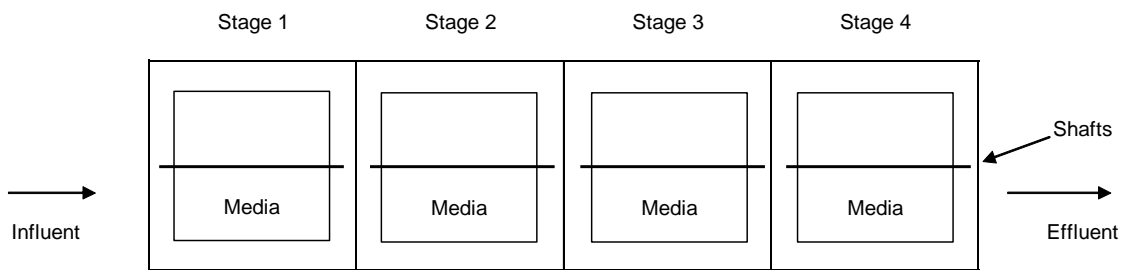 Stage 1
Stage 2
Stage 3
Stage 4
Shafts
Media
Media
Media
Media
Influent
Effluent